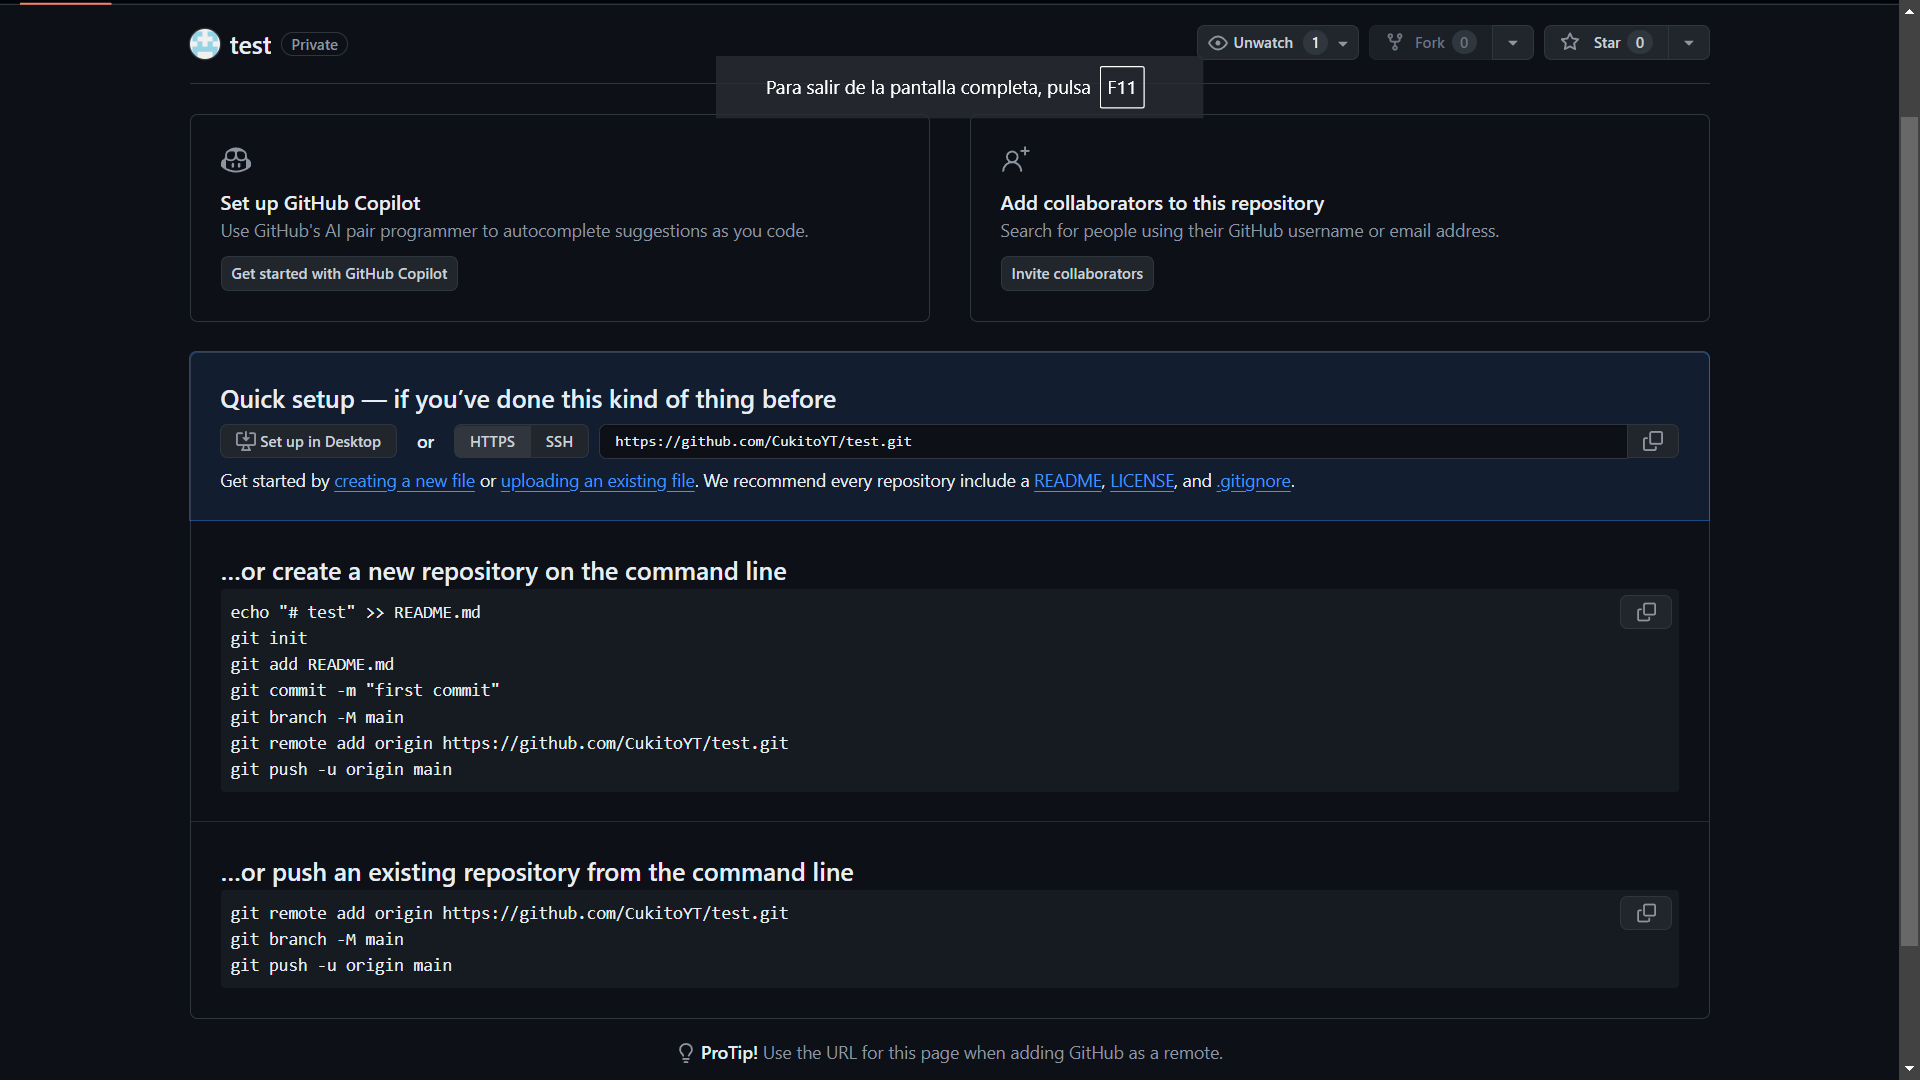 test Private
Unwatch 1
Fork 0
Star 0
Para salir de la pantalla completa, pulsa F11
Set up GitHub Copilot
Use GitHub's AI pair programmer to autocomplete suggestions as you code.
Get started with GitHub Copilot
Add collaborators to this repository
Search for people using their GitHub username or email address.
Invite collaborators
Quick setup — if you’ve done this kind of thing before
Set up in Desktop or HTTPS SSH https://github.com/CukitoYT/test.git
Get started by creating a new file or uploading an existing file. We recommend every repository include a README, LICENSE, and .gitignore.
…or create a new repository on the command line
echo "# test" >> README.md
git init
git add README.md
git commit -m "first commit"
git branch -M main
git remote add origin https://github.com/CukitoYT/test.git
git push -u origin main
…or push an existing repository from the command line
git remote add origin https://github.com/CukitoYT/test.git
git branch -M main
git push -u origin main
ProTip! Use the URL for this page when adding GitHub as a remote.